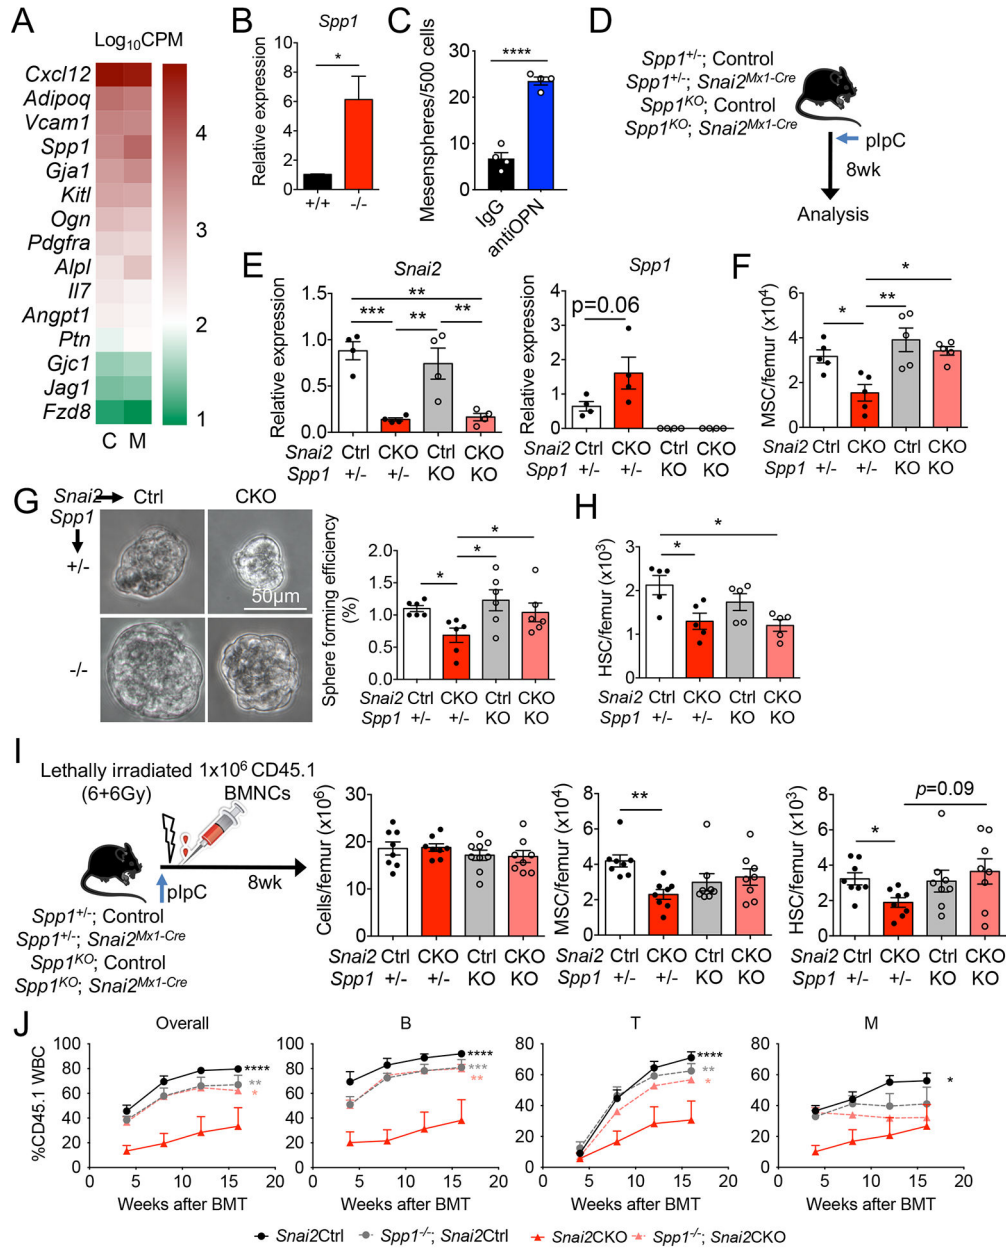 A
Log10CPM
Cxcl12
Adipoq
Vcam1
Spp1
Gja1
Kitl
Ogn
Pdgfra
Alpl
Il7
Angpt1
Ptn
Gjc1
Jag1
Fzd8
C M
4
3
2
1
B
Spp1
Relative expression
10
8
6
4
2
0
*
+/+ -/-
C
Mesenspheres/500 cells
30
20
10
0
****
IgG
antiOPN
D
Spp1+/-; Control
Spp1+/-; Snai2Mx1-Cre
Spp1KO; Control
Spp1KO; Snai2Mx1-Cre
pIpC
8wk
Analysis
E
Snai2
Relative expression
1.5
1.0
0.5
0.0
**
*** ** **
Snai2 Ctrl CKO Ctrl CKO
Spp1 +/- +/- KO KO
Spp1
Relative expression
4
3
2
1
0
p=0.06
Snai2 Ctrl CKO Ctrl CKO
Spp1 +/- +/- KO KO
F
MSC/femur (x10⁴)
6
4
2
0
*
* **
Snai2 Ctrl CKO Ctrl CKO
Spp1 +/- +/- KO KO
G
Snai2 Ctrl CKO
Spp1
+/-
50µm
-/-
Sphere forming efficiency
(%)
2.0
1.5
1.0
0.5
0.0
*
* *
Snai2 Ctrl CKO Ctrl CKO
Spp1 +/- +/- KO KO
H
HSC/femur (x10³)
3
2
1
0
*
*
Snai2 Ctrl CKO Ctrl CKO
Spp1 +/- +/- KO KO
I
Lethally irradiated 1x10⁶ CD45.1
(6+6Gy) BMNCs
pIpC
8wk
Spp1+/-; Control
Spp1+/-; Snai2Mx1-Cre
Spp1KO; Control
Spp1KO; Snai2Mx1-Cre
Cells/femur (x10⁶)
30
20
10
0
Snai2 Ctrl CKO Ctrl CKO
Spp1 +/- +/- KO KO
MSC/femur (x10⁴)
8
6
4
2
0
**
Snai2 Ctrl CKO Ctrl CKO
Spp1 +/- +/- KO KO
HSC/femur (x10³)
8
6
4
2
0
p=0.09
*
Snai2 Ctrl CKO Ctrl CKO
Spp1 +/- +/- KO KO
J
Overall
%CD45.1 WBC
100
80
60
40
20
0
****
**
*
0 5 10 15 20
Weeks after BMT
B
100
80
60
40
20
0
****
***
**
0 5 10 15 20
Weeks after BMT
T
80
60
40
20
0
****
**
*
0 5 10 15 20
Weeks after BMT
M
80
60
40
20
0
*
0 5 10 15 20
Weeks after BMT
Snai2Ctrl Spp1-/-; Snai2Ctrl Snai2CKO Spp1-/-; Snai2CKO